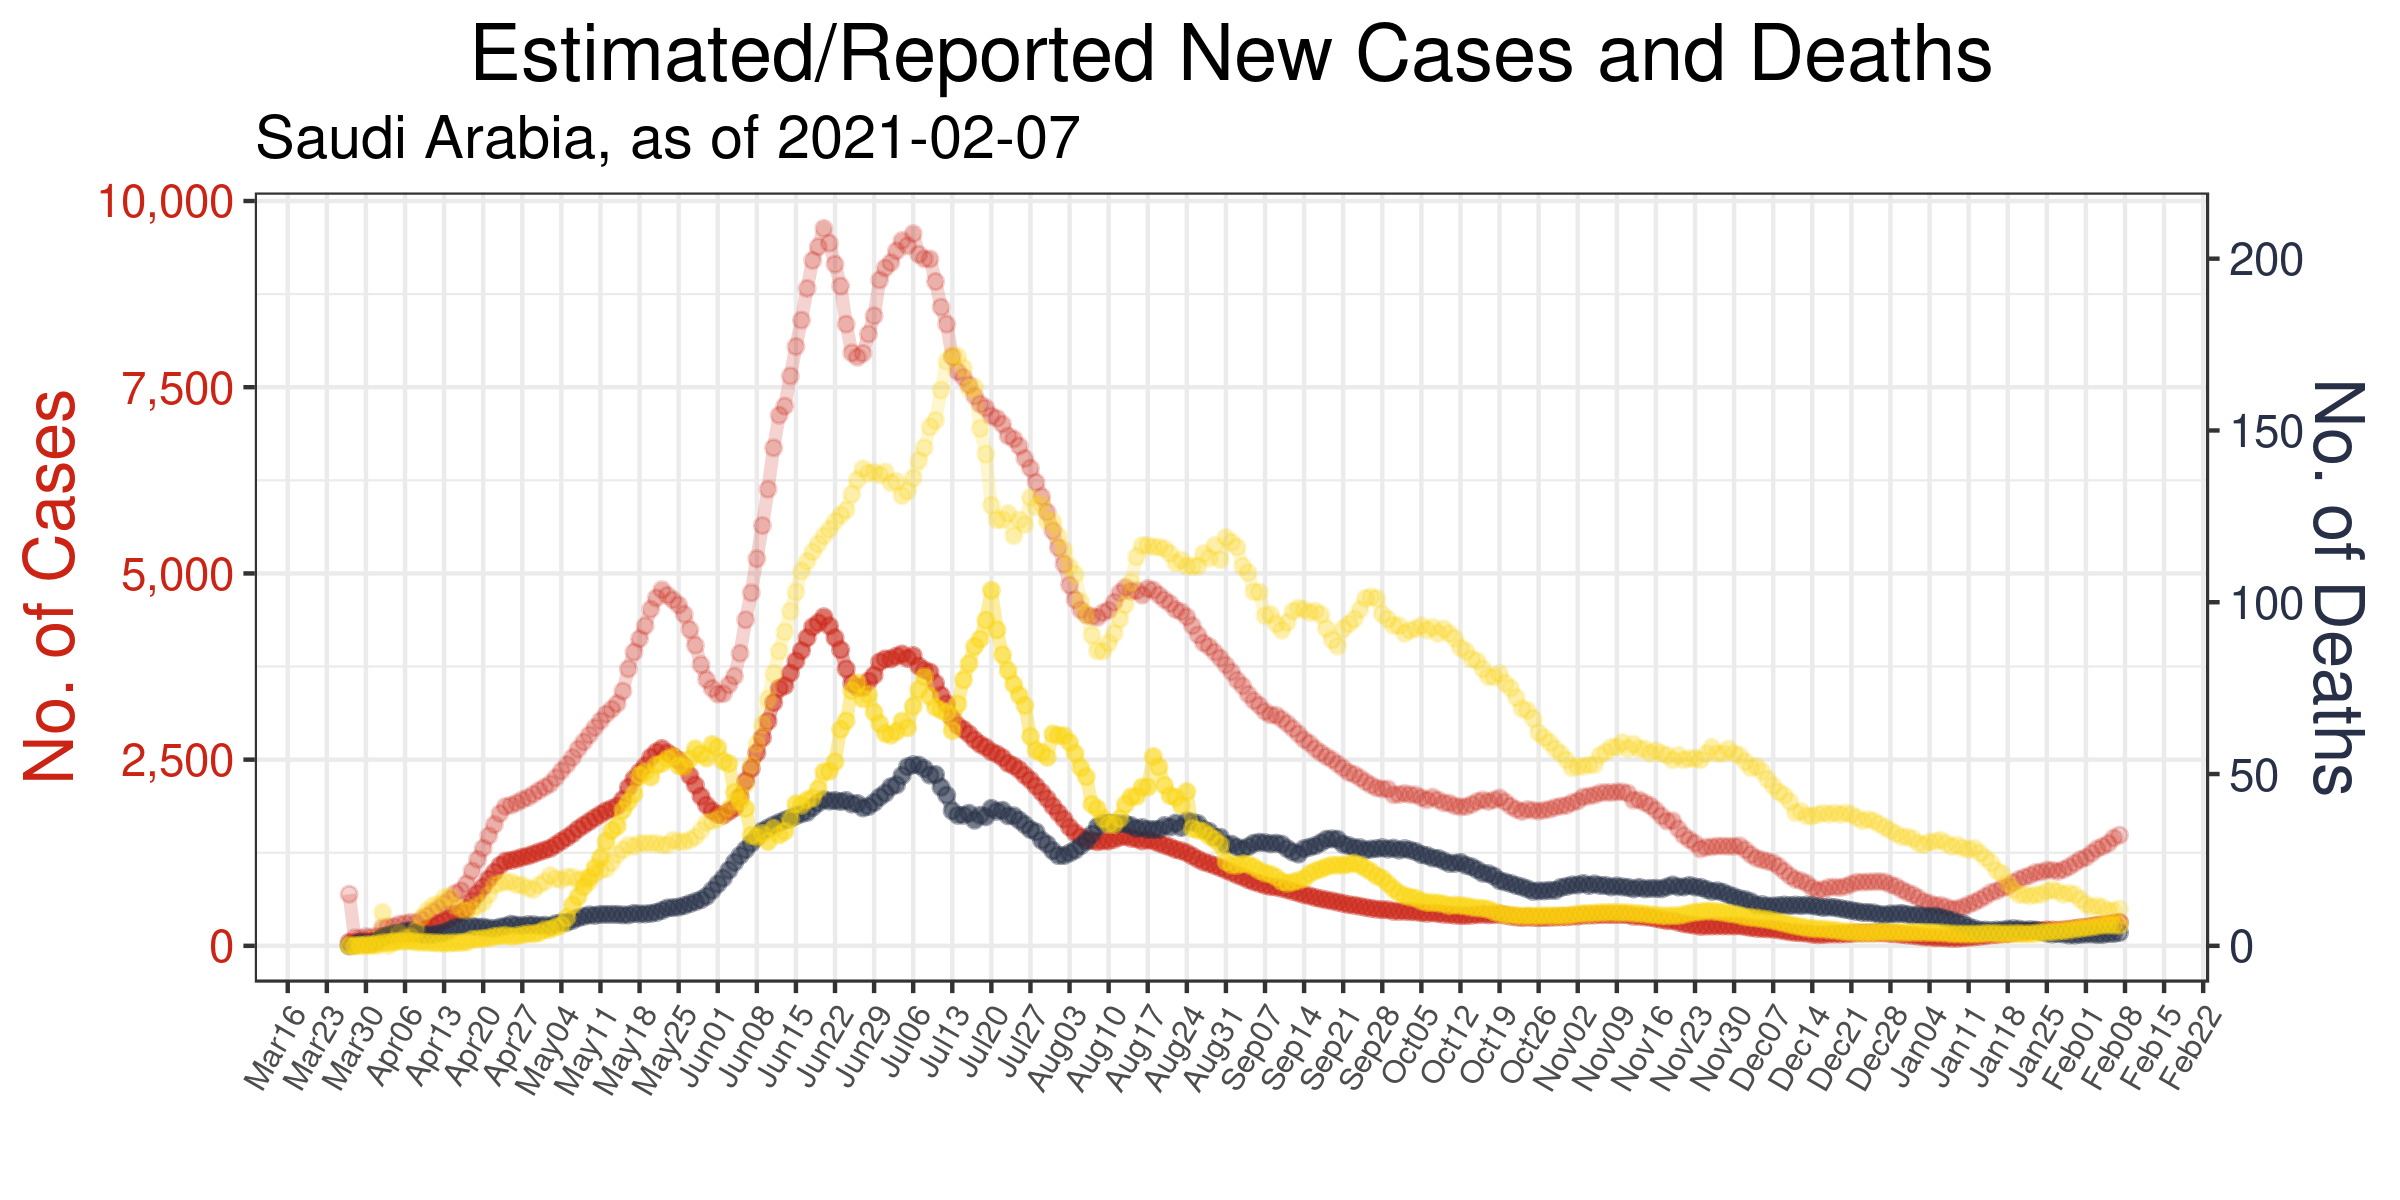 Estimated/Reported New Cases and Deaths
Saudi Arabia, as of 2021-02-07
No. of Cases
10,000
7,500
5,000
2,500
0
200
150
100
50
0
No. of Deaths
Mar16
Mar23
Mar30
Apr06
Apr13
Apr20
Apr27
May04
May11
May18
May25
Jun01
Jun08
Jun15
Jun22
Jun29
Jul06
Jul13
Jul20
Jul27
Aug03
Aug10
Aug17
Aug24
Aug31
Sep07
Sep14
Sep21
Sep28
Oct05
Oct12
Oct19
Oct26
Nov02
Nov09
Nov16
Nov23
Nov30
Dec07
Dec14
Dec21
Dec28
Jan04
Jan11
Jan18
Jan25
Feb01
Feb08
Feb15
Feb22